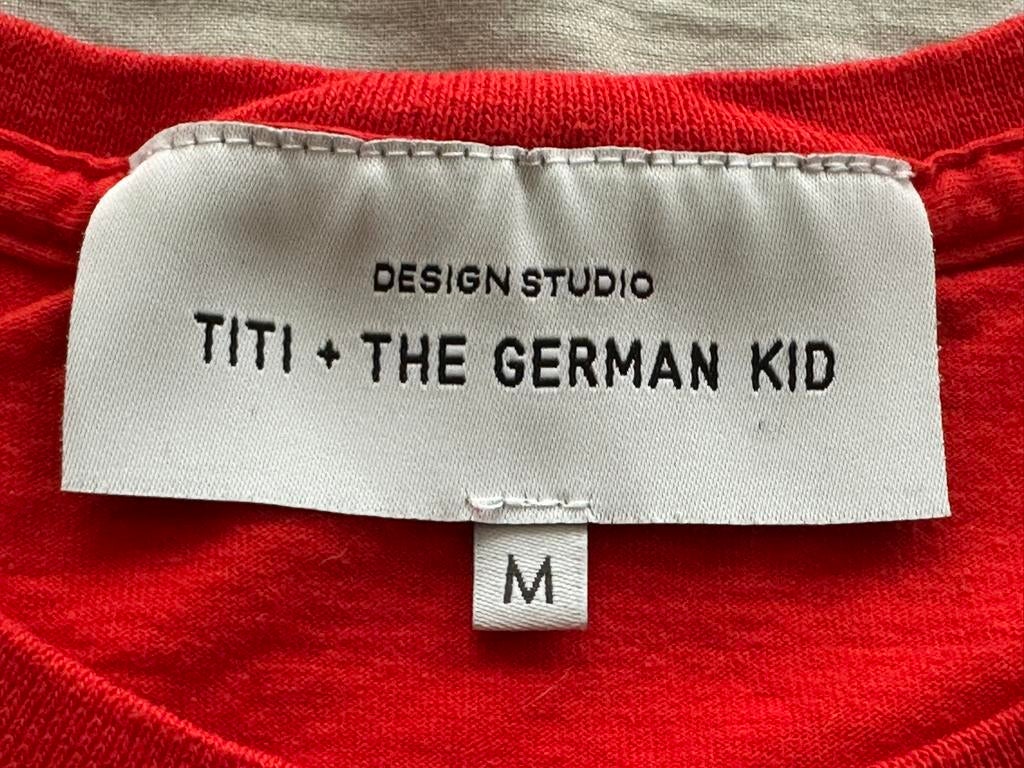 DESIGN STUDIO
TITI + THE GERMAN KID
M